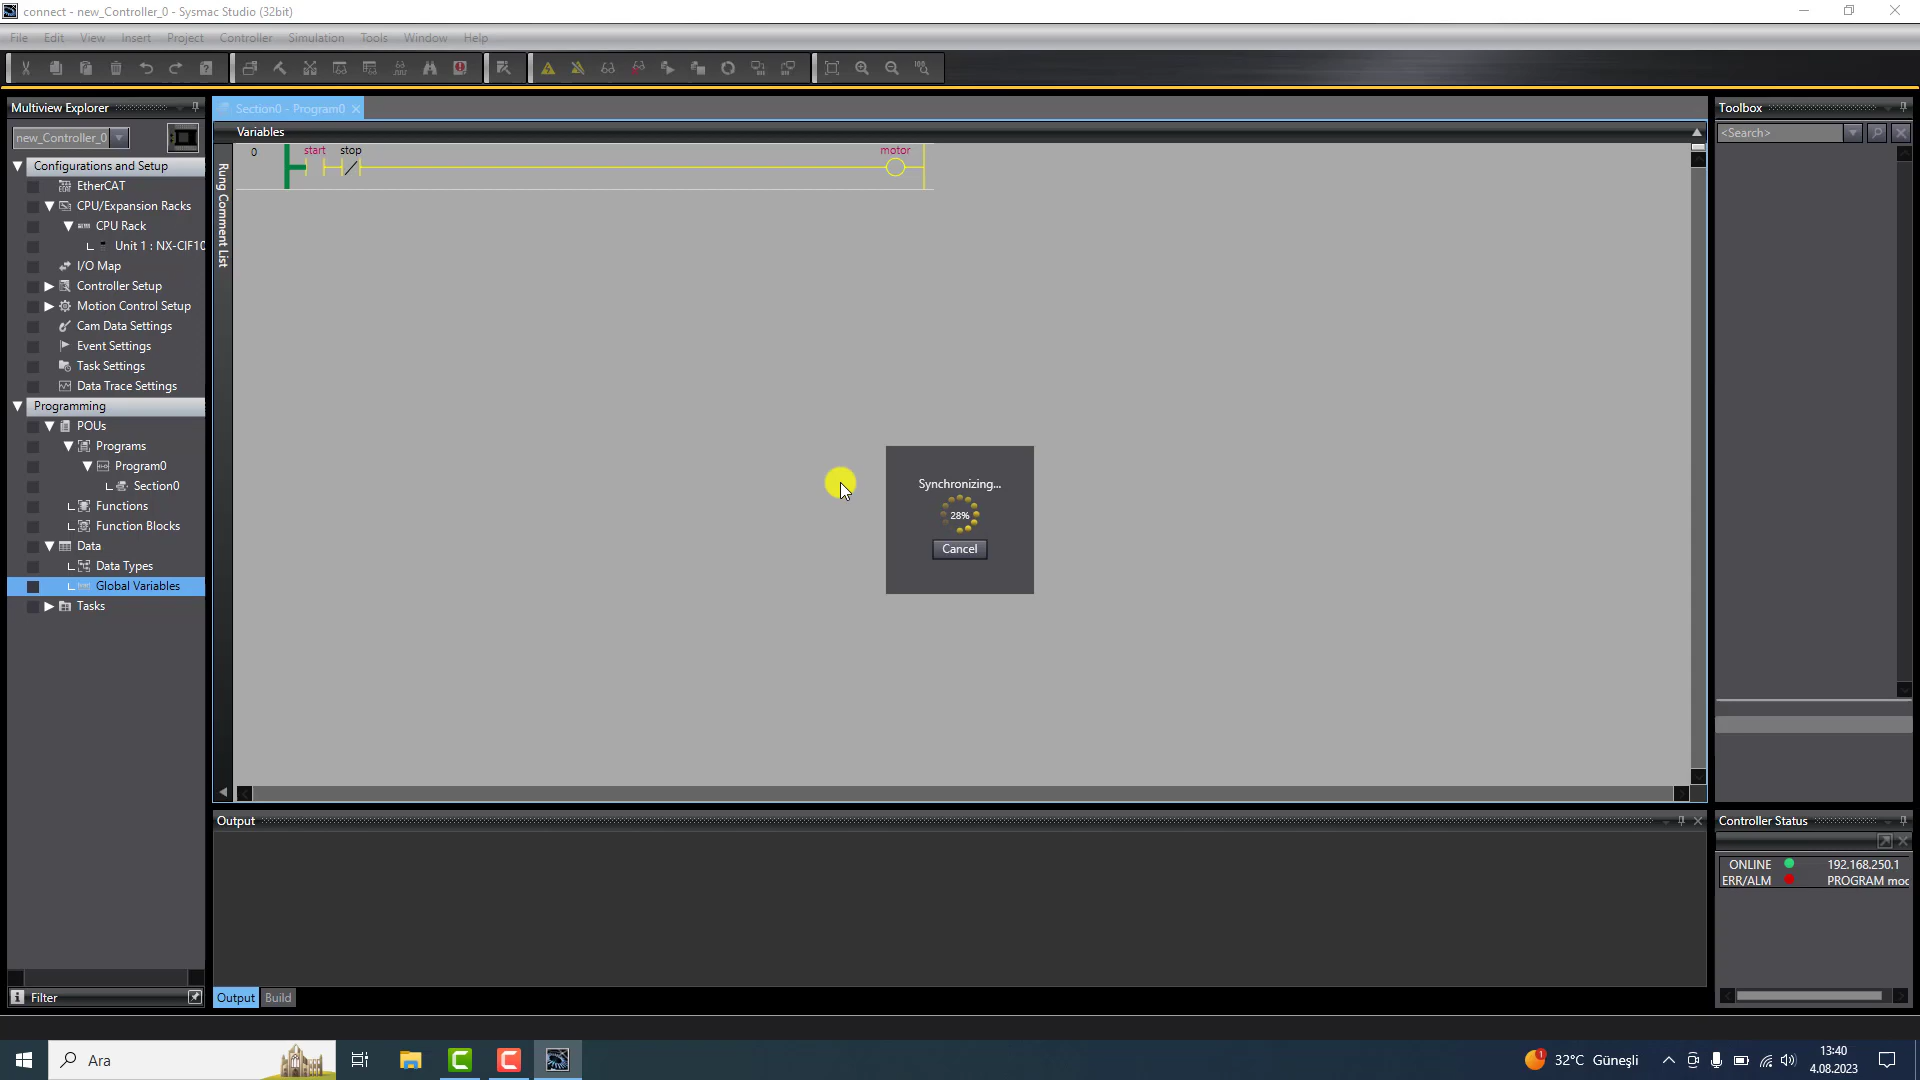 connect - new_Controller_0 - Sysmac Studio (32bit)
File Edit View Insert Project Controller Simulation Tools Window Help
Multiview Explorer
new_Controller_0
Configurations and Setup
EtherCAT
CPU/Expansion Racks
CPU Rack
Unit 1 : NX-CIF10
I/O Map
Controller Setup
Motion Control Setup
Cam Data Settings
Event Settings
Task Settings
Data Trace Settings
Programming
POUs
Programs
Program0
Section0
Functions
Function Blocks
Data
Data Types
Global Variables
Tasks
Filter
Section0 - Program0
Variables
Rung Comment List
0
start stop motor
Synchronizing...
28%
Cancel
Output
Output Build
Toolbox
<Search>
Controller Status
ONLINE 192.168.250.1
ERR/ALM PROGRAM mod
Ara
1
32°C Güneşli
13:40
4.08.2023